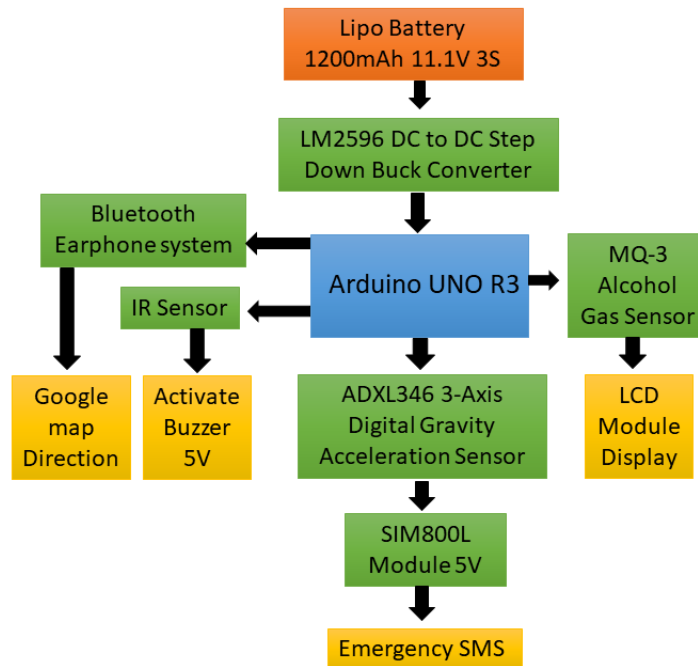 Lipo Battery
1200mAh 11.1V 3S
LM2596 DC to DC Step
Down Buck Converter
Bluetooth
Earphone system
Arduino UNO R3
MQ-3
Alcohol
Gas Sensor
IR Sensor
Google
map
Direction
Activate
Buzzer
5V
ADXL346 3-Axis
Digital Gravity
Acceleration Sensor
LCD
Module
Display
SIM800L
Module 5V
Emergency SMS